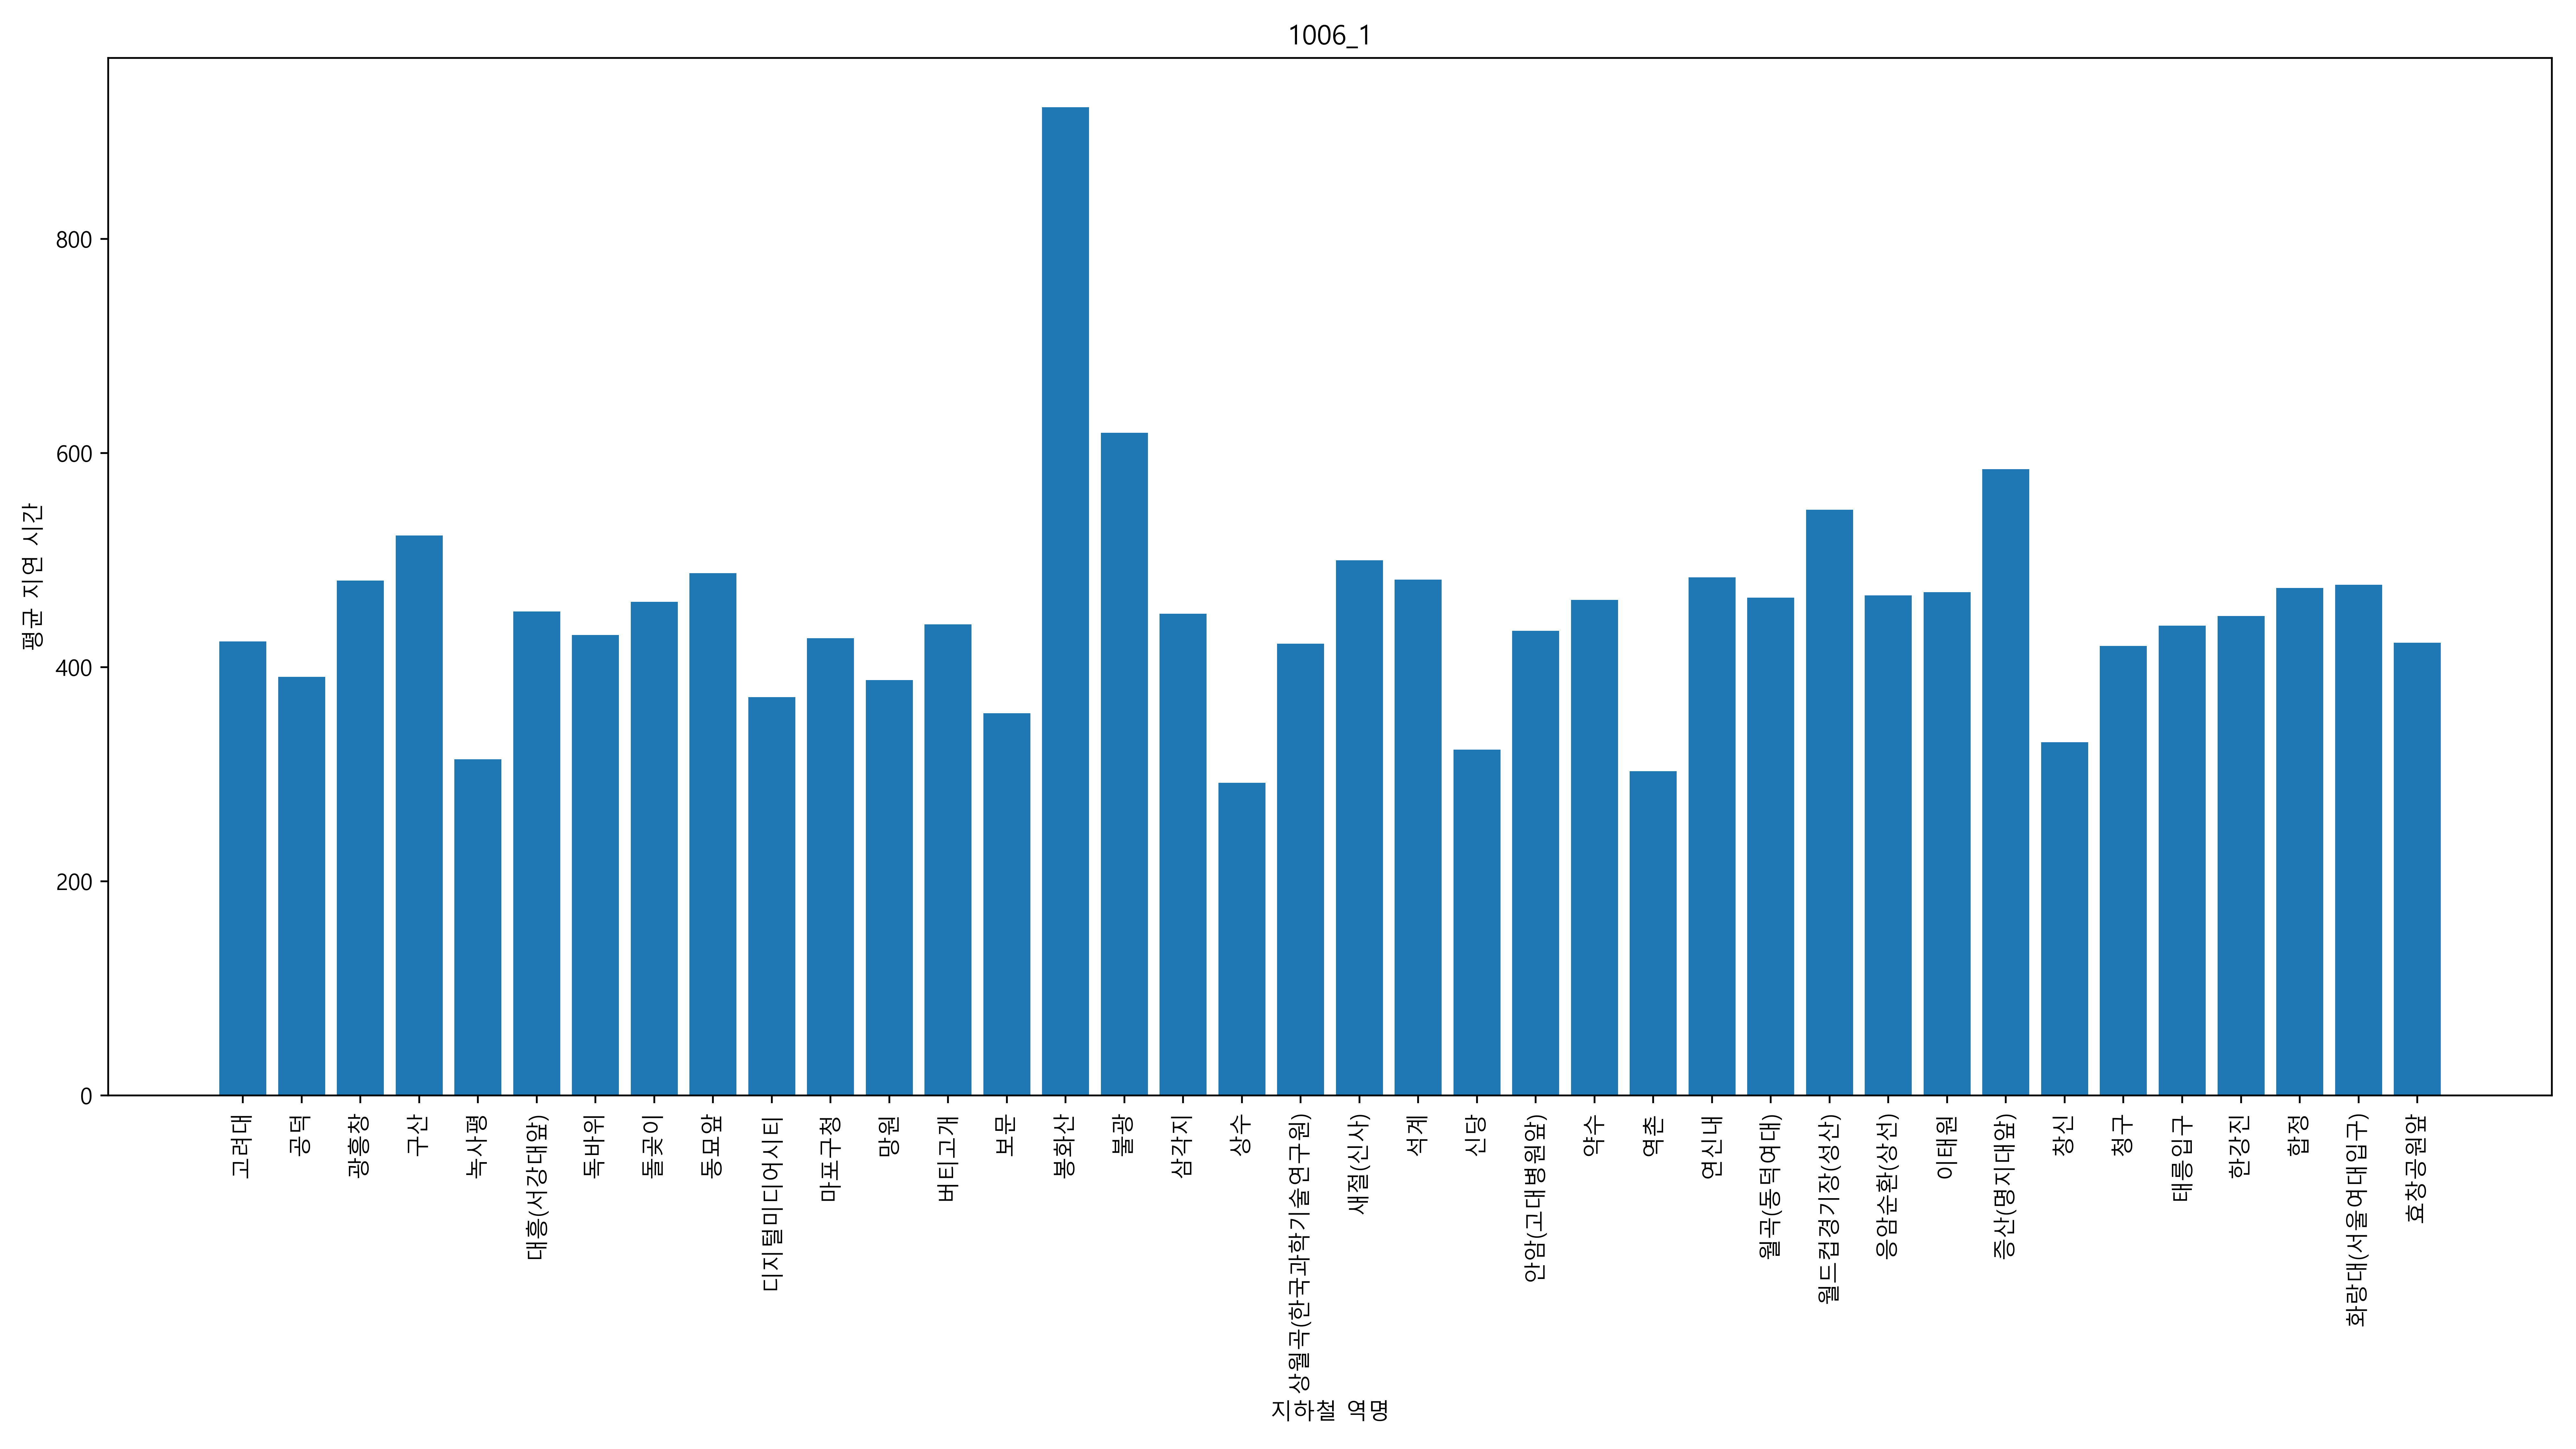 1006_1
평균 지연 시간
800
600
400
200
0
고려대
공덕
광흥창
구산
녹사평
대흥(서강대앞)
독바위
돌곶이
동묘앞
디지털미디어시티
마포구청
망원
버티고개
보문
봉화산
불광
삼각지
상수
상월곡(한국과학기술연구원)
새절(신사)
석계
신당
안암(고대병원앞)
약수
역촌
연신내
월곡(동덕여대)
월드컵경기장(성산)
응암순환(상선)
이태원
증산(명지대앞)
창신
청구
태릉입구
한강진
합정
화랑대(서울여대입구)
효창공원앞
지하철 역명